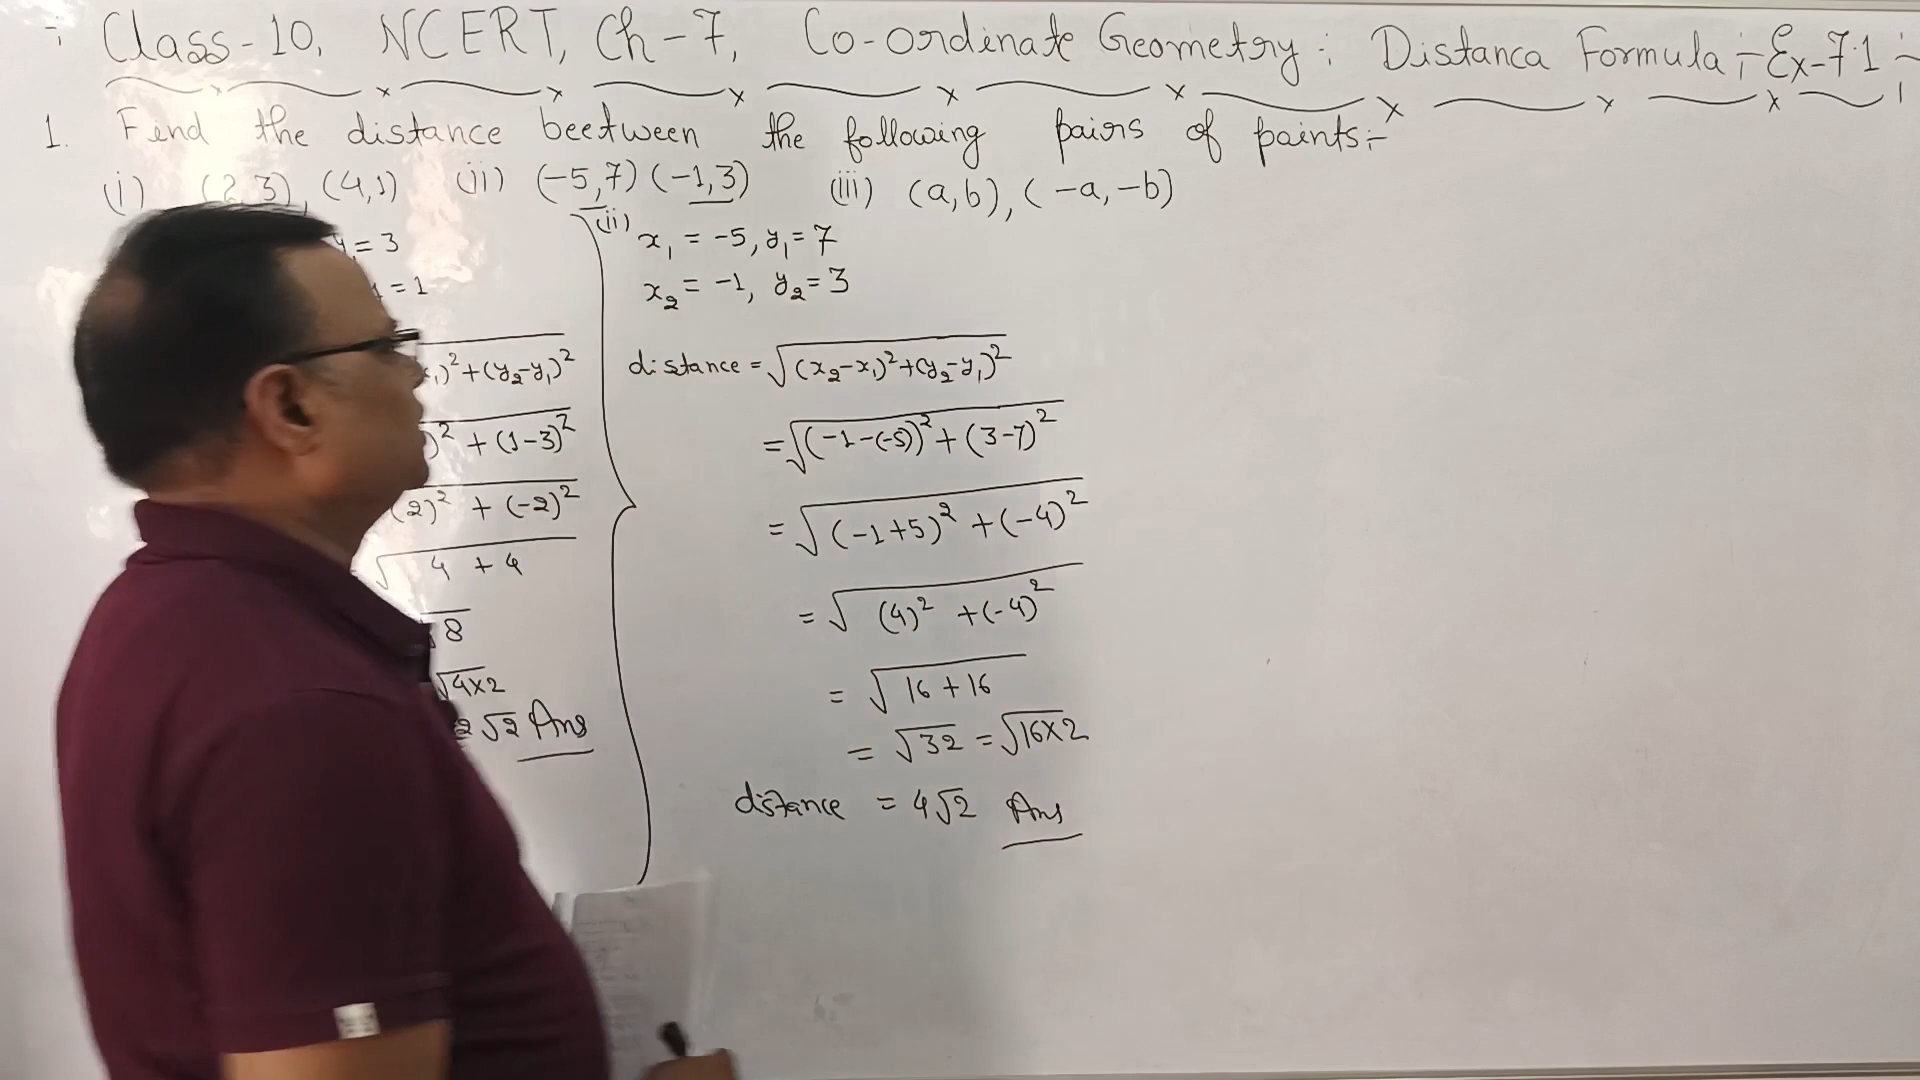 Class-10, NCERT, Ch-7, Co-ordinate Geometry: Distanca Formula:- Ex-7.1:-
1. Find the distance beetween the following pairs of paints:-
(i) (2,3), (4,1) (ii) (-5,7) (-1,3) (iii) (a,b), (-a,-b)
y₁=3
=1
₁)²+(y₂-y₁)²
)²+(1-3)²
(2)²+(-2)²
√4+4
√8
√4×2
2√2 Ans
(ii) x₁=-5, y₁=7
x₂=-1, y₂=3
distance=√(x₂-x₁)²+(y₂-y₁)²
=√(-1-(-5))²+(3-7)²
=√(-1+5)²+(-4)²
=√(4)²+(-4)²
=√16+16
=√32=√16×2
distance = 4√2 Ans